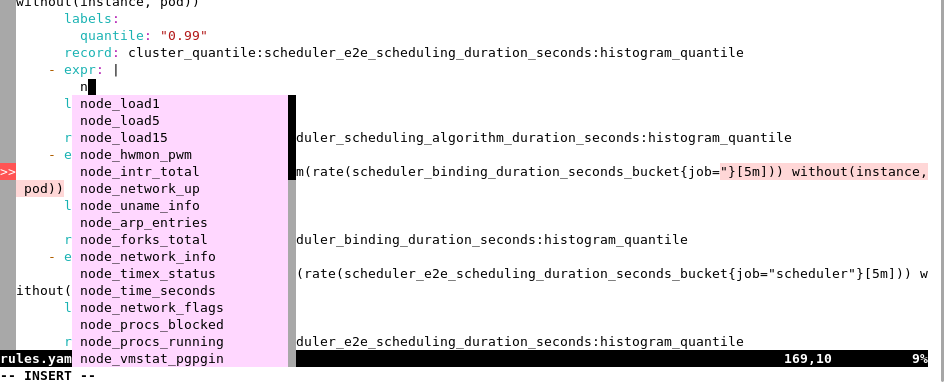 without(instance, pod))
labels:
quantile: "0.99"
record: cluster_quantile:scheduler_e2e_scheduling_duration_seconds:histogram_quantile
- expr: |
n
l node_load1
node_load5
r node_load15 duler_scheduling_algorithm_duration_seconds:histogram_quantile
- e node_hwmon_pwm
>> node_intr_total m(rate(scheduler_binding_duration_seconds_bucket{job="}[5m])) without(instance,
pod)) node_network_up
l node_uname_info
node_arp_entries
r node_forks_total duler_binding_duration_seconds:histogram_quantile
- e node_network_info
node_timex_status (rate(scheduler_e2e_scheduling_duration_seconds_bucket{job="scheduler"}[5m])) w
ithout( node_time_seconds
l node_network_flags
node_procs_blocked
r node_procs_running duler_e2e_scheduling_duration_seconds:histogram_quantile
rules.yam node_vmstat_pgpgin 169,10 9%
-- INSERT --